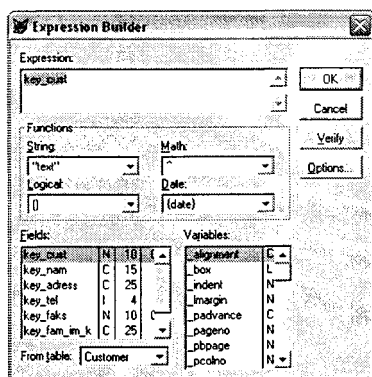 Expression Builder
Expression:
key_cust
OK
Cancel
Verify
Options...
Functions
String: Math:
"text" ^
Logical: Date:
() {date}
Fields: Variables:
key_cust N 10 _alignment C
key_nam C 15 _box L
key_adress C 25 _indent N
key_tel I 4 _lmargin N
key_faks N 10 _padvance C
key_fam_im_k C 25 _pageno N
_pbpage N
From table: Customer _pcolno N